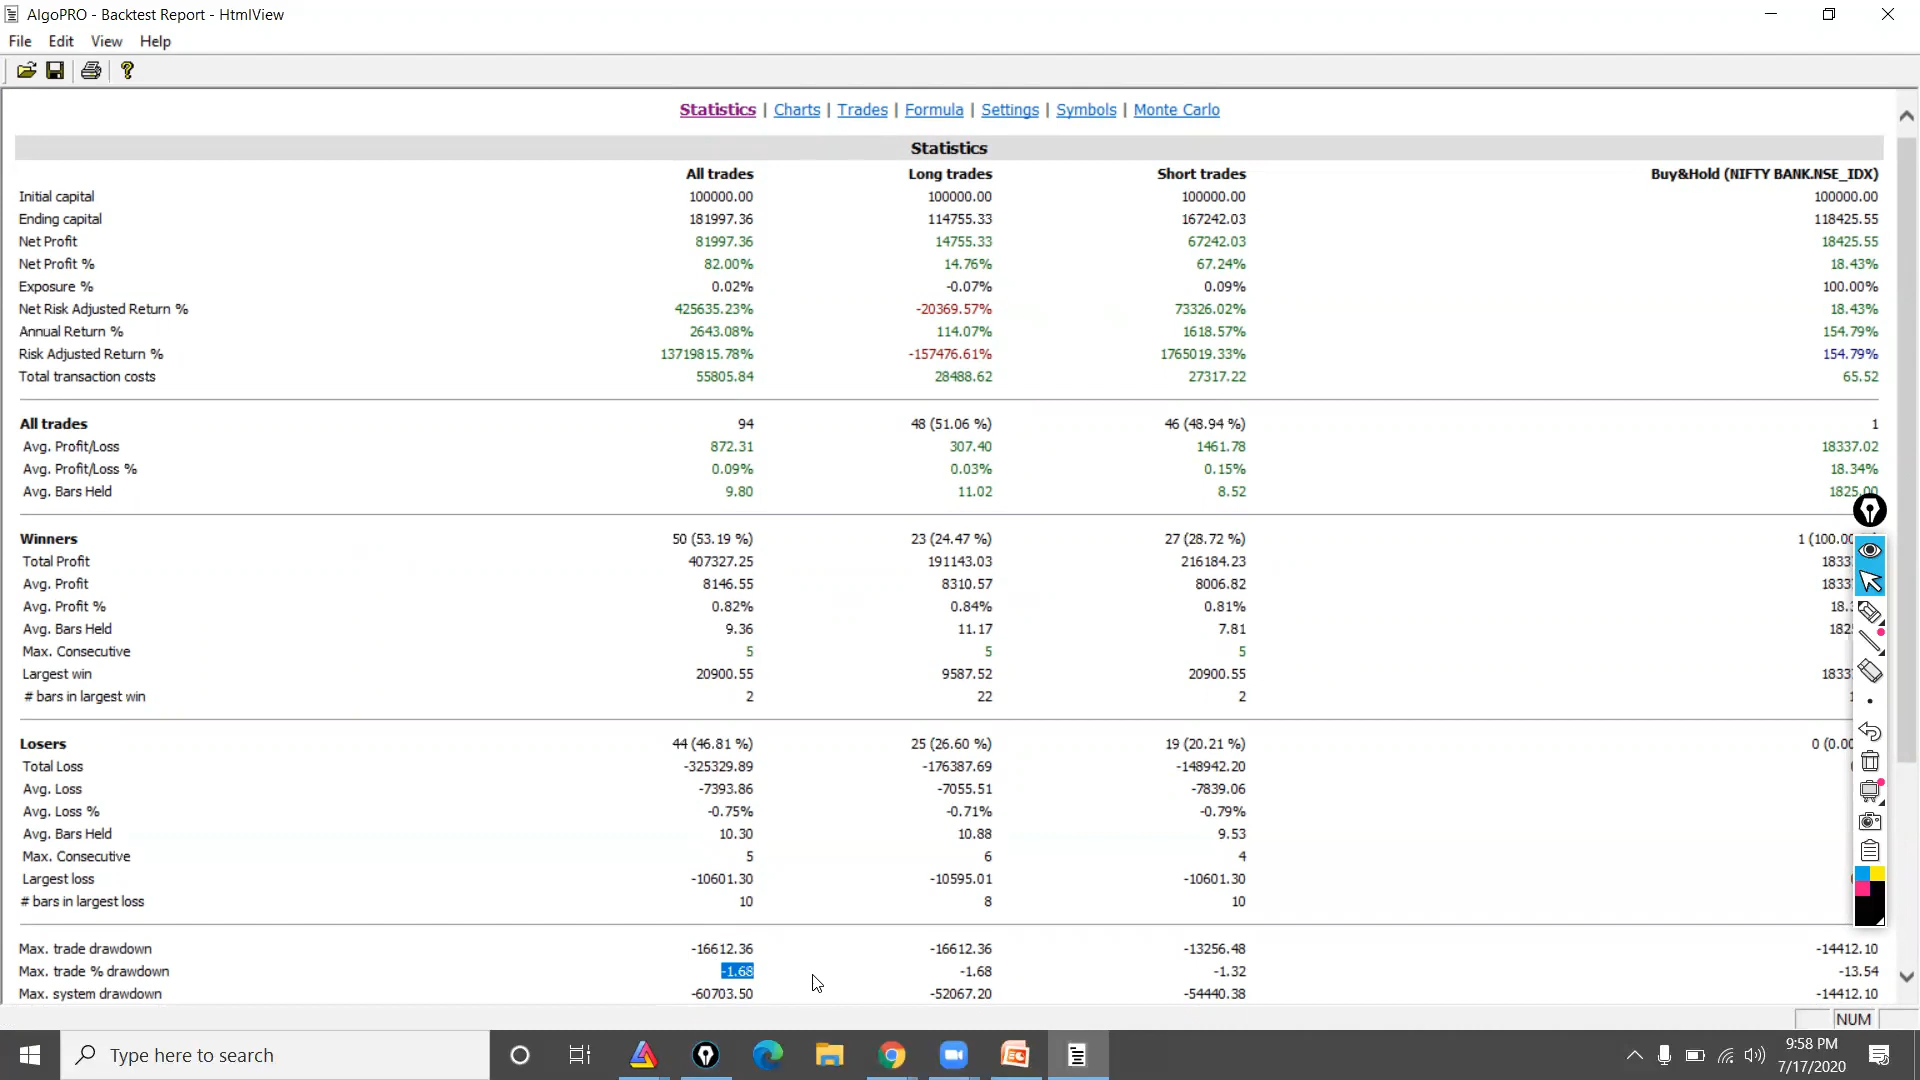 AlgoPRO - Backtest Report - HtmlView
File Edit View Help
Statistics | Charts | Trades | Formula | Settings | Symbols | Monte Carlo
Statistics
All trades Long trades Short trades Buy&Hold (NIFTY BANK.NSE_IDX)
Initial capital 100000.00 100000.00 100000.00 100000.00
Ending capital 181997.36 114755.33 167242.03 118425.55
Net Profit 81997.36 14755.33 67242.03 18425.55
Net Profit % 82.00% 14.76% 67.24% 18.43%
Exposure % 0.02% -0.07% 0.09% 100.00%
Net Risk Adjusted Return % 425635.23% -20369.57% 73326.02% 18.43%
Annual Return % 2643.08% 114.07% 1618.57% 154.79%
Risk Adjusted Return % 13719815.78% -157476.61% 1765019.33% 154.79%
Total transaction costs 55805.84 28488.62 27317.22 65.52
All trades 94 48 (51.06 %) 46 (48.94 %) 1
Avg. Profit/Loss 872.31 307.40 1461.78 18337.02
Avg. Profit/Loss % 0.09% 0.03% 0.15% 18.34%
Avg. Bars Held 9.80 11.02 8.52 1825.00
Winners 50 (53.19 %) 23 (24.47 %) 27 (28.72 %) 1 (100.00
Total Profit 407327.25 191143.03 216184.23 1833
Avg. Profit 8146.55 8310.57 8006.82 1833
Avg. Profit % 0.82% 0.84% 0.81% 18.
Avg. Bars Held 9.36 11.17 7.81 182
Max. Consecutive 5 5 5
Largest win 20900.55 9587.52 20900.55 1833
# bars in largest win 2 22 2
Losers 44 (46.81 %) 25 (26.60 %) 19 (20.21 %) 0 (0.00
Total Loss -325329.89 -176387.69 -148942.20
Avg. Loss -7393.86 -7055.51 -7839.06
Avg. Loss % -0.75% -0.71% -0.79%
Avg. Bars Held 10.30 10.88 9.53
Max. Consecutive 5 6 4
Largest loss -10601.30 -10595.01 -10601.30
# bars in largest loss 10 8 10
Max. trade drawdown -16612.36 -16612.36 -13256.48 -14412.10
Max. trade % drawdown -1.68 -1.68 -1.32 -13.54
Max. system drawdown -60703.50 -52067.20 -54440.38 -14412.10
NUM
Type here to search
9:58 PM
7/17/2020